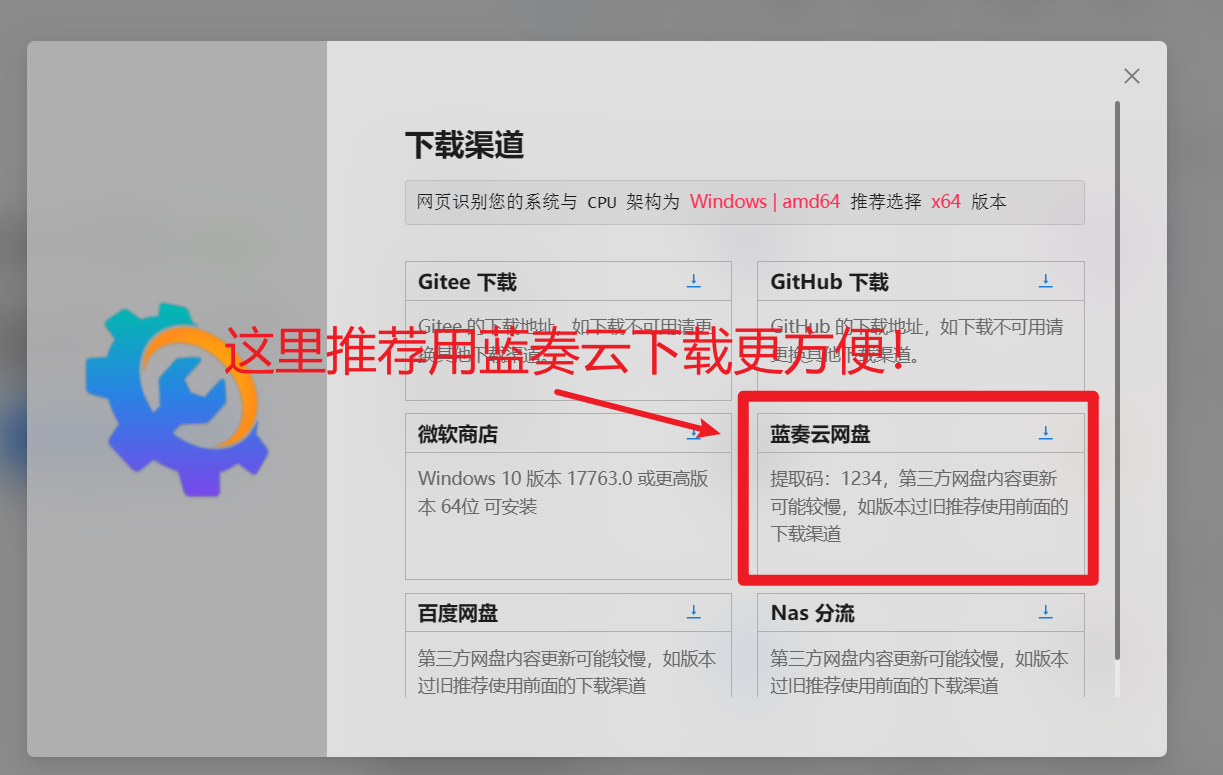 下载渠道
网页识别您的系统与 CPU 架构为 Windows | amd64 推荐选择 x64 版本
Gitee 下载
Gitee 的下载地址，如下载不可用请更
换其他下载渠道。
GitHub 下载
GitHub 的下载地址，如下载不可用请
更换其他下载渠道。
这里推荐用蓝奏云下载更方便！
微软商店
Windows 10 版本 17763.0 或更高版
本 64位 可安装
蓝奏云网盘
提取码：1234，第三方网盘内容更新
可能较慢，如版本过旧推荐使用前面的
下载渠道
百度网盘
第三方网盘内容更新可能较慢，如版本
过旧推荐使用前面的下载渠道
Nas 分流
第三方网盘内容更新可能较慢，如版本
过旧推荐使用前面的下载渠道